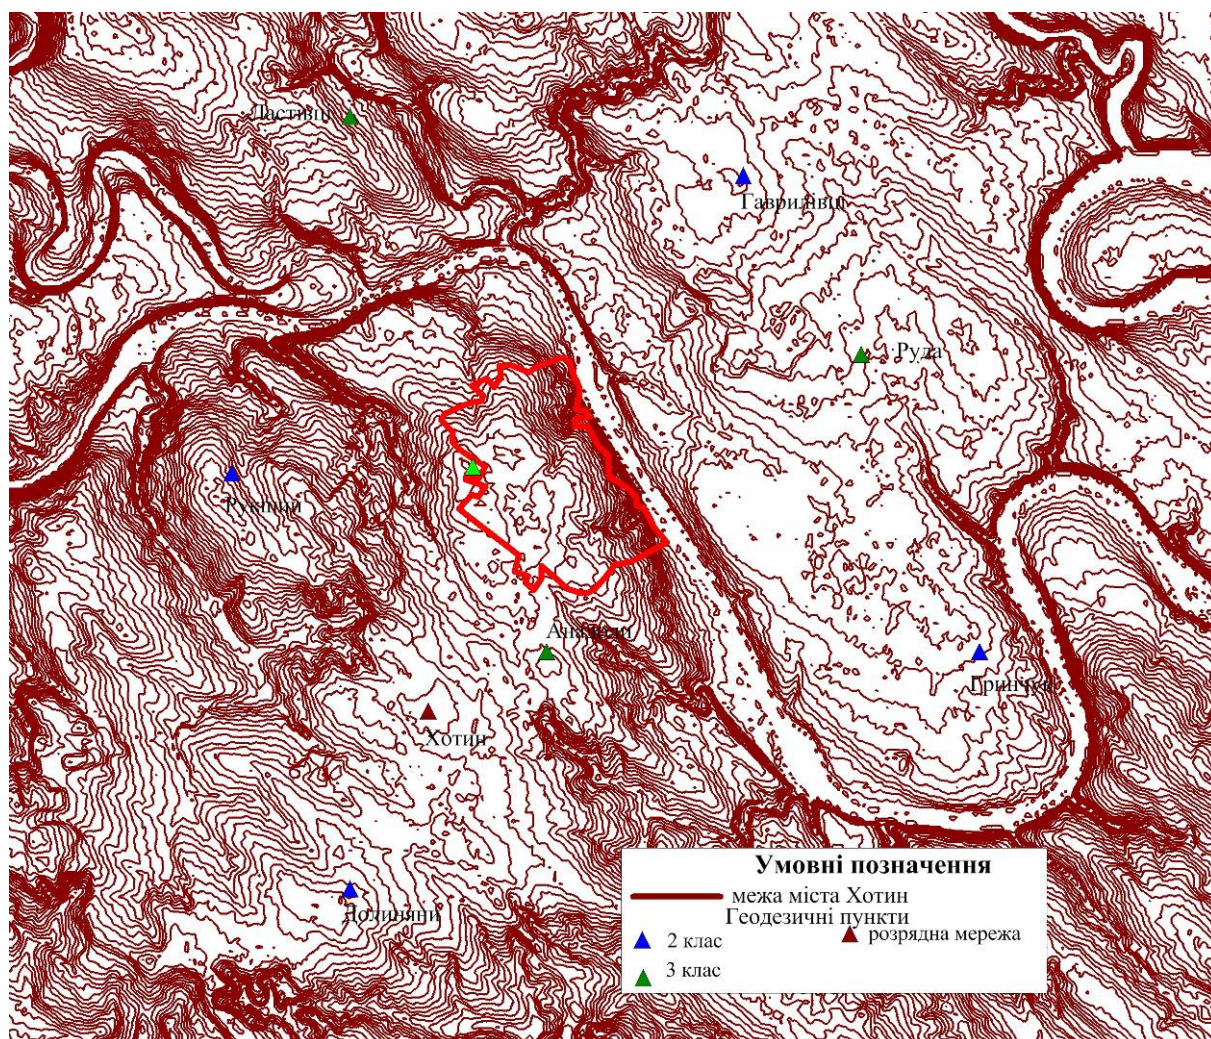 Ластівці
Гаврилівці
Руда
Рукшин
Анадоли
Гринчук
Хотин
Долиняни
Умовні позначення
межа міста Хотин
Геодезичні пункти
2 клас
розрядна мережа
3 клас